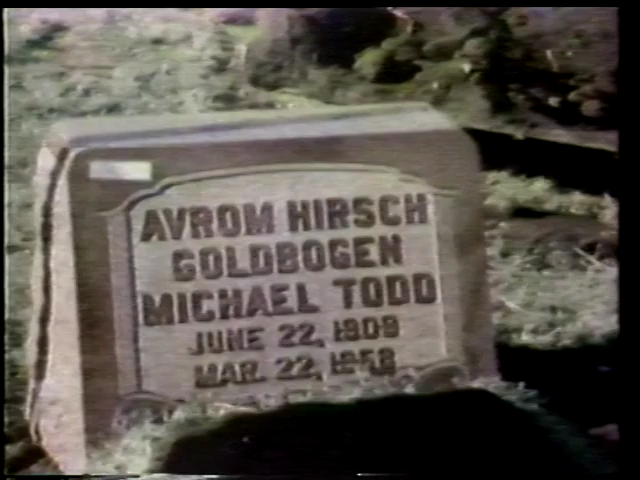 AVROM HIRSCH
GOLDBOGEN
MICHAEL TODD
JUNE 22, 1909
MAR. 22, 1958